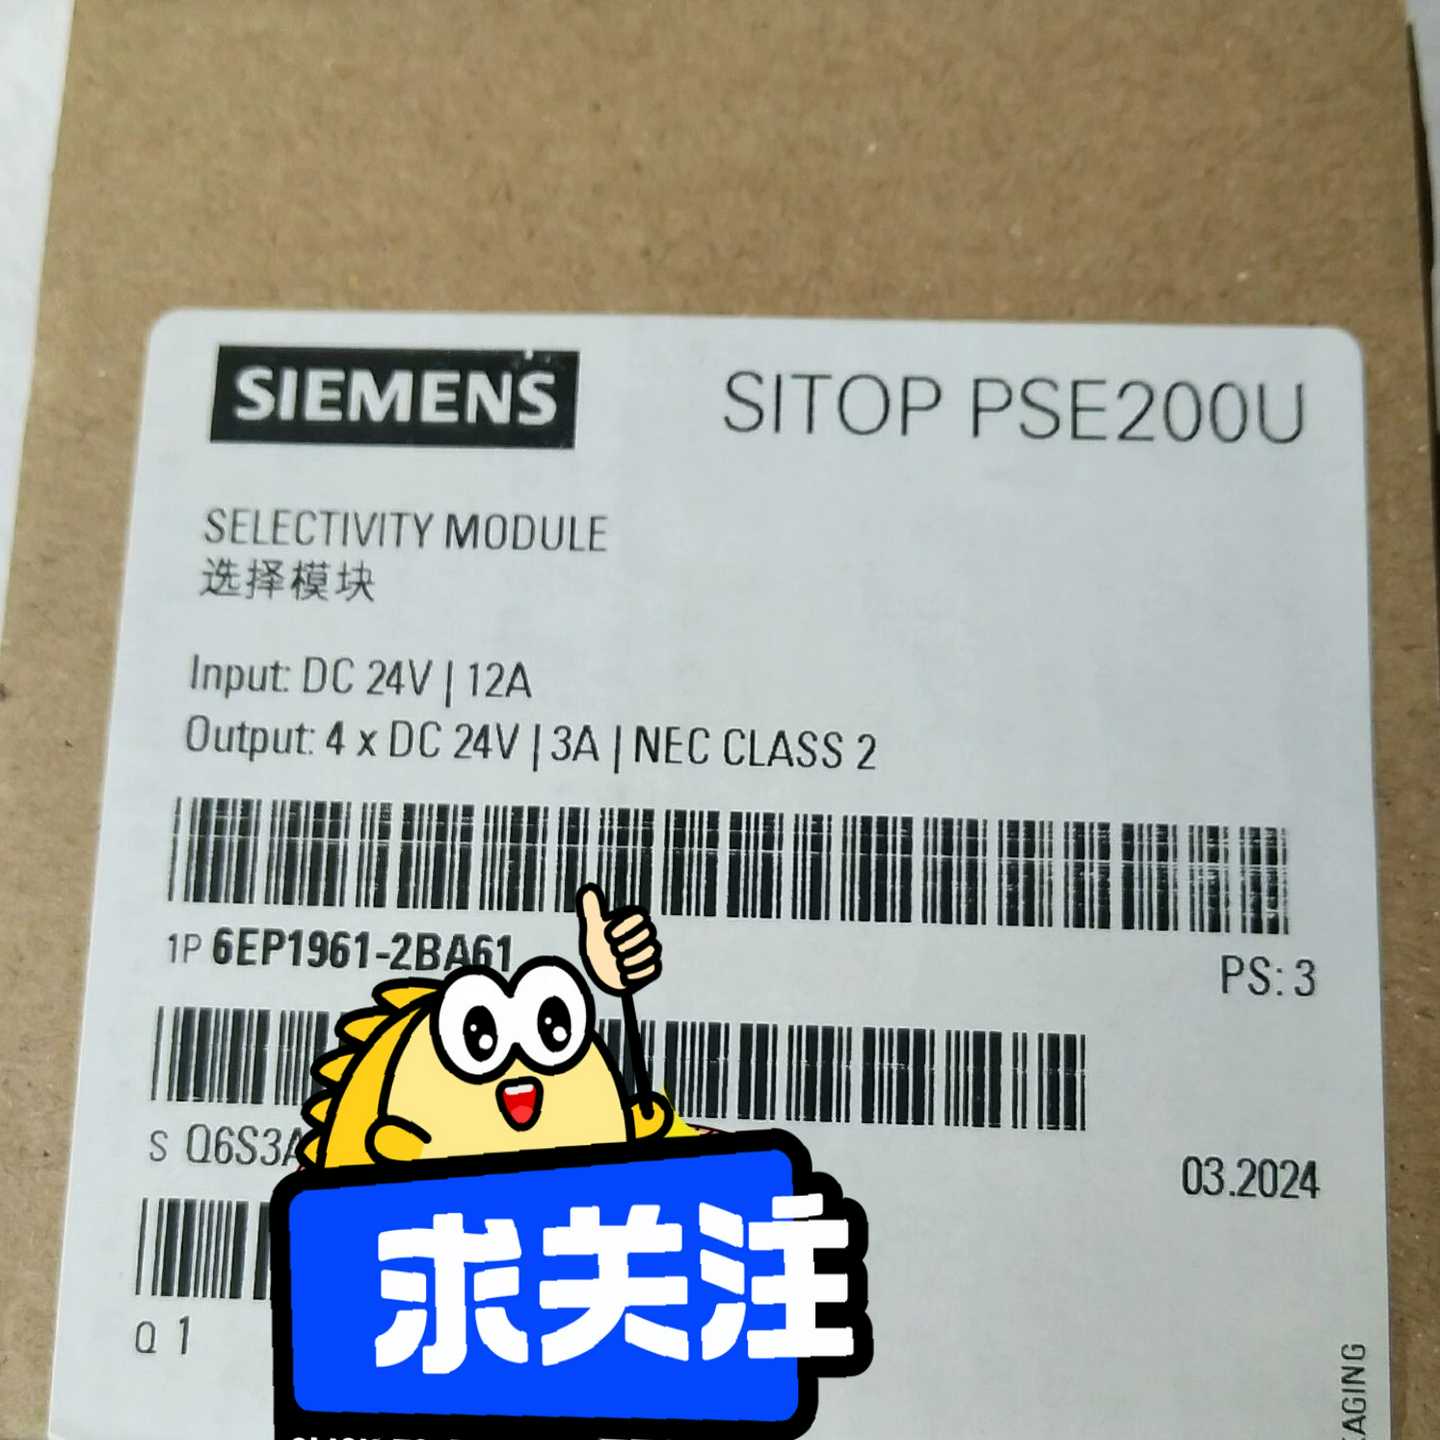 SIEMENS
SITOP PSE200U
SELECTIVITY MODULE
选择模块
Input: DC 24V | 12A
Output: 4 x DC 24V | 3A | NEC CLASS 2
1P 6EP1961-2BA61
PS: 3
S Q6S3A
03.2024
Q 1
求关注